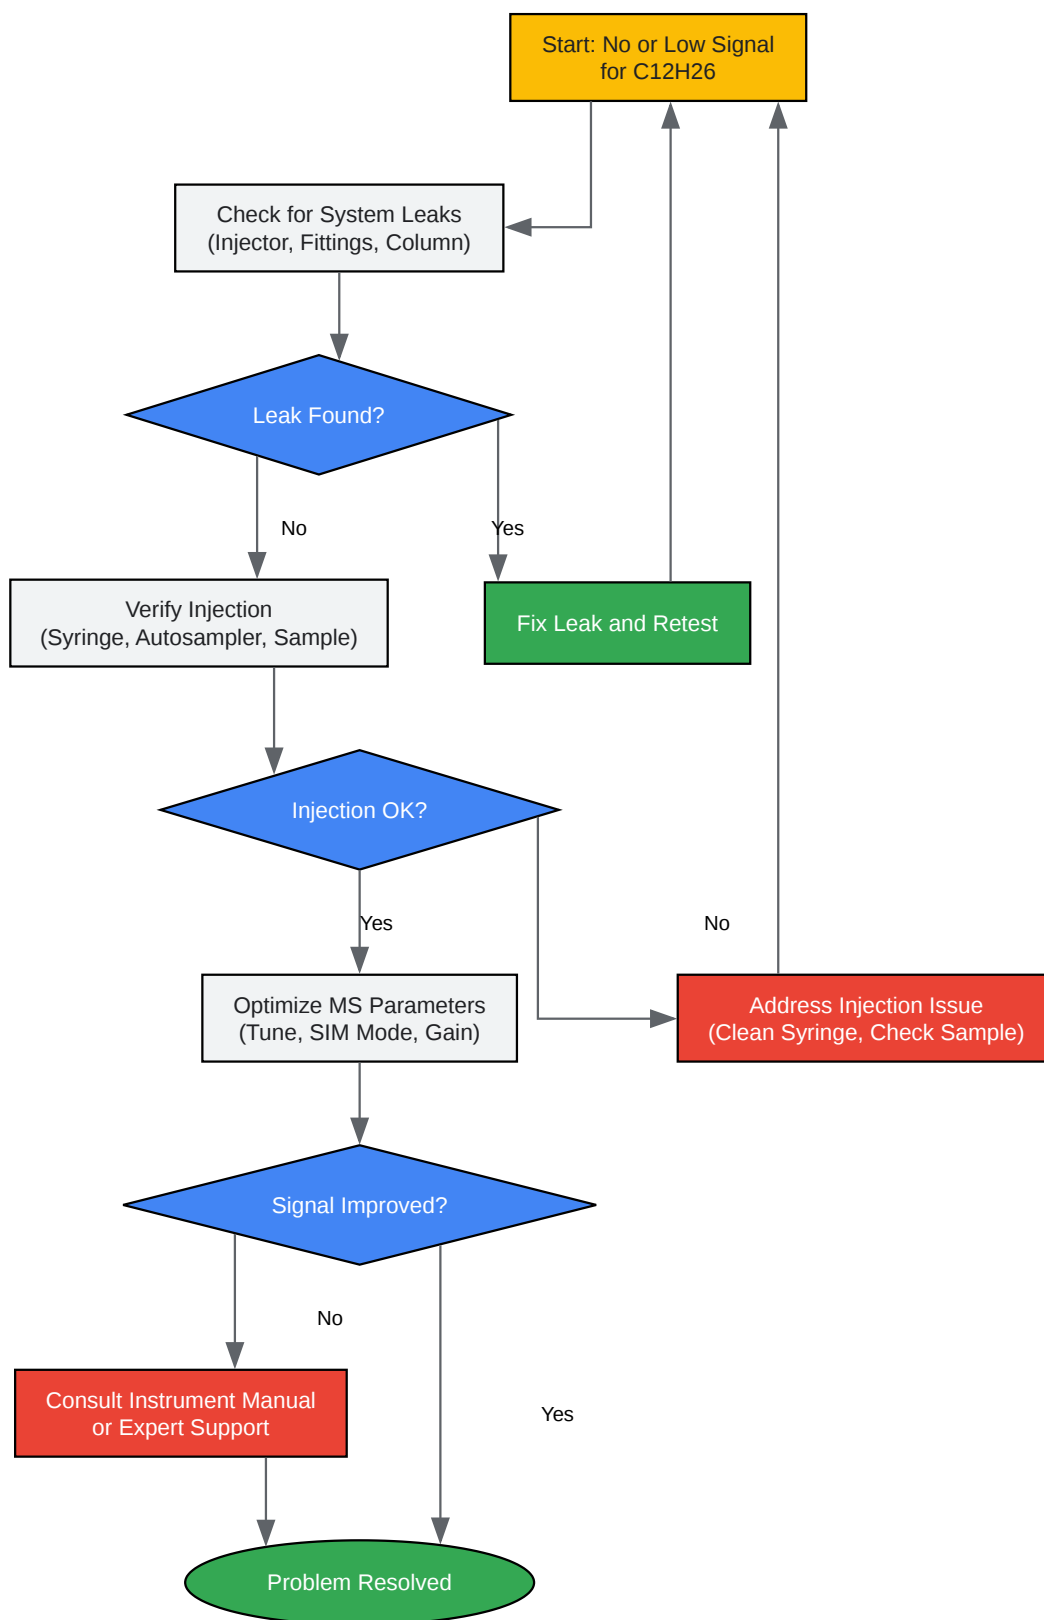 Start: No or Low Signal
for C12H26
Check for System Leaks
(Injector, Fittings, Column)
Leak Found?
No
Yes
Verify Injection
(Syringe, Autosampler, Sample)
Fix Leak and Retest
Injection OK?
Yes
No
Optimize MS Parameters
(Tune, SIM Mode, Gain)
Address Injection Issue
(Clean Syringe, Check Sample)
Signal Improved?
No
Consult Instrument Manual
or Expert Support
Yes
Problem Resolved